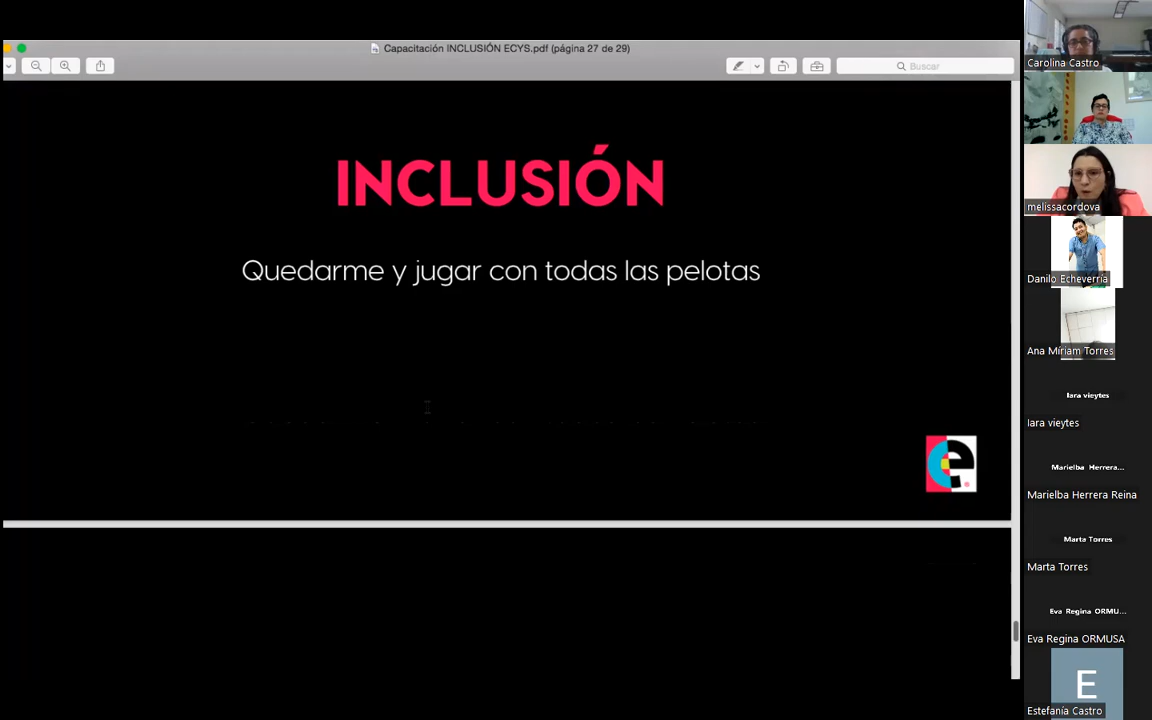 Capacitación INCLUSIÓN ECYS.pdf (página 27 de 29)
Buscar
INCLUSIÓN
Quedarme y jugar con todas las pelotas
e
Carolina Castro
melissacordova
Danilo Echeverría
Ana Míriam Torres
Iara vieytes
Iara vieytes
Marielba Herrera...
Marielba Herrera Reina
Marta Torres
Marta Torres
Eva Regina ORMU...
Eva Regina ORMUSA
E
Estefanía Castro